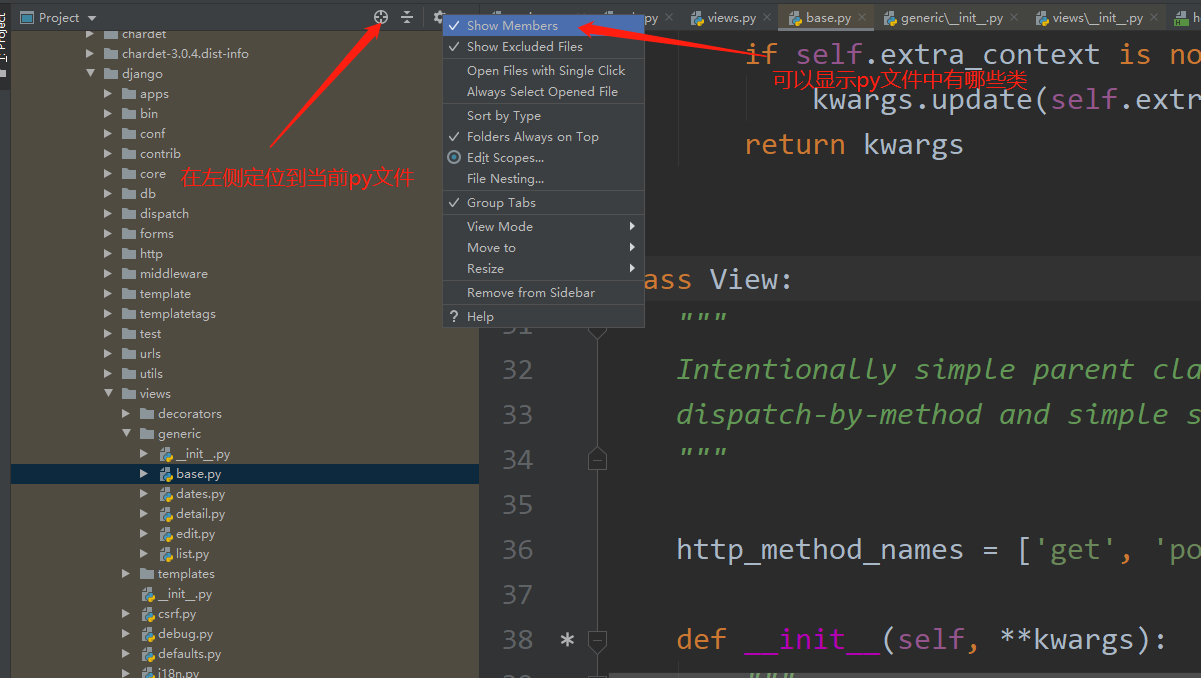 Project
Project
views.py
base.py
generic\__init__.py
views\__init__.py
chardet
chardet-3.0.4.dist-info
django
apps
bin
conf
contrib
core
db
dispatch
forms
http
middleware
template
templatetags
test
urls
utils
views
decorators
generic
__init__.py
base.py
dates.py
detail.py
edit.py
list.py
templates
__init__.py
csrf.py
debug.py
defaults.py
i18n.py
在左侧定位到当前py文件
Show Members
Show Excluded Files
Open Files with Single Click
Always Select Opened File
Sort by Type
Folders Always on Top
Edit Scopes...
File Nesting...
Group Tabs
View Mode
Move to
Resize
Remove from Sidebar
? Help
可以显示py文件中有哪些类
if self.extra_context is no
kwargs.update(self.extr
return kwargs
ass View:
31 """
32 Intentionally simple parent cla
33 dispatch-by-method and simple s
34 """
35
36 http_method_names = ['get', 'po
37
38 * def __init__(self, **kwargs):
39 """